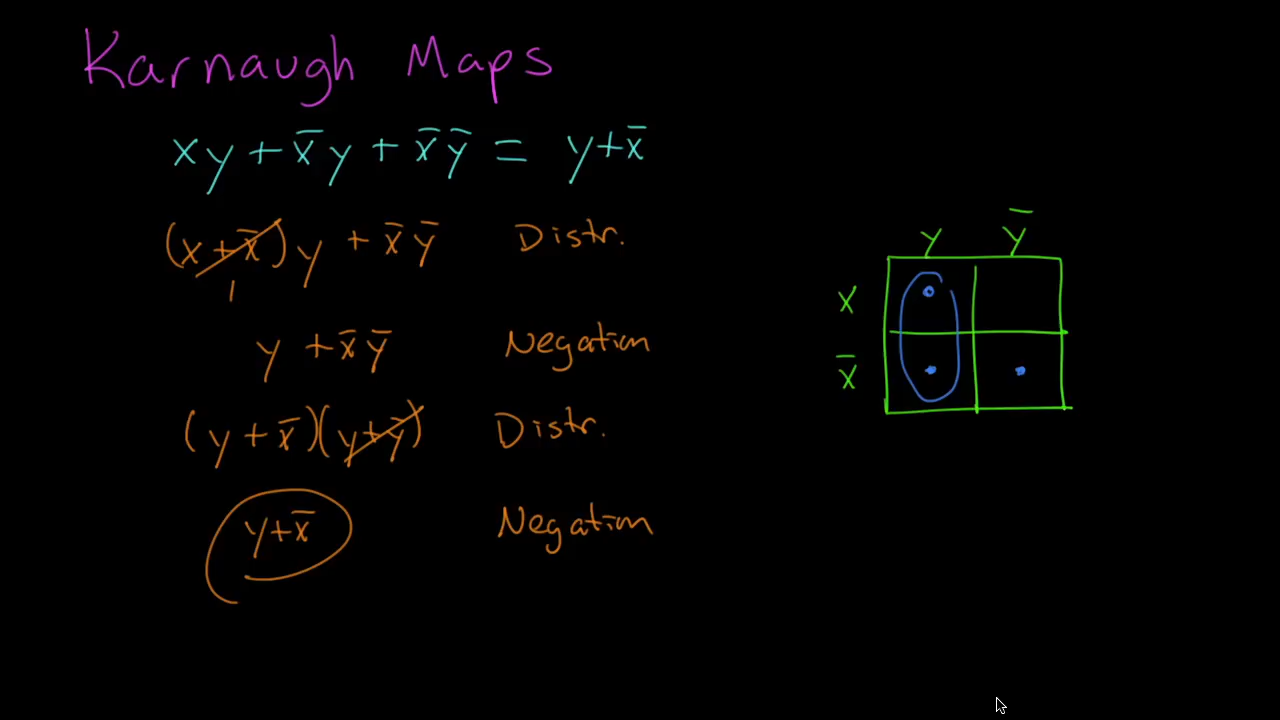 Karnaugh Maps
xy + x̅y + x̅y̅ = y+x̅
(x+x̅)y + x̅y̅ Distr.
1
y + x̅y̅ Negation
(y + x̅)(y+y̅) Distr.
y+x̅ Negation
y y̅
x
x̅